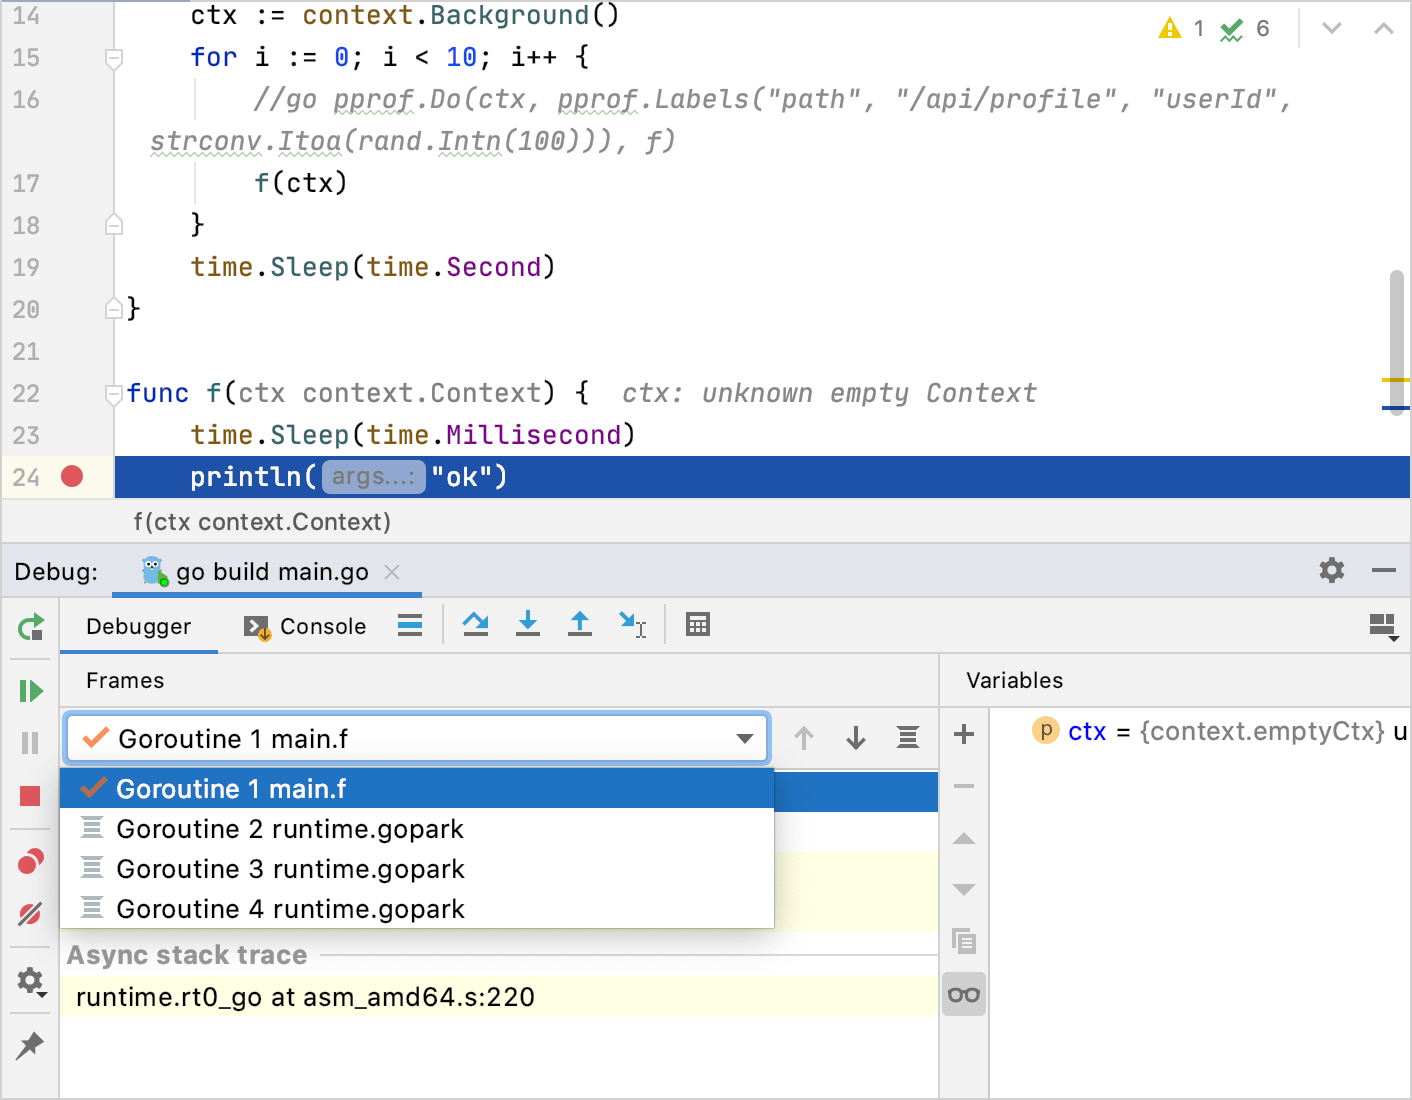 14 ctx := context.Background()
1 6
15 for i := 0; i < 10; i++ {
16 //go pprof.Do(ctx, pprof.Labels("path", "/api/profile", "userId",
strconv.Itoa(rand.Intn(100))), f)
17 f(ctx)
18 }
19 time.Sleep(time.Second)
20 }
21
22 func f(ctx context.Context) { ctx: unknown empty Context
23 time.Sleep(time.Millisecond)
24 println( args...: "ok")
f(ctx context.Context)
Debug: go build main.go
Debugger Console
Frames
Variables
Goroutine 1 main.f
p ctx = {context.emptyCtx} u
Goroutine 1 main.f
Goroutine 2 runtime.gopark
Goroutine 3 runtime.gopark
Goroutine 4 runtime.gopark
Async stack trace
runtime.rt0_go at asm_amd64.s:220